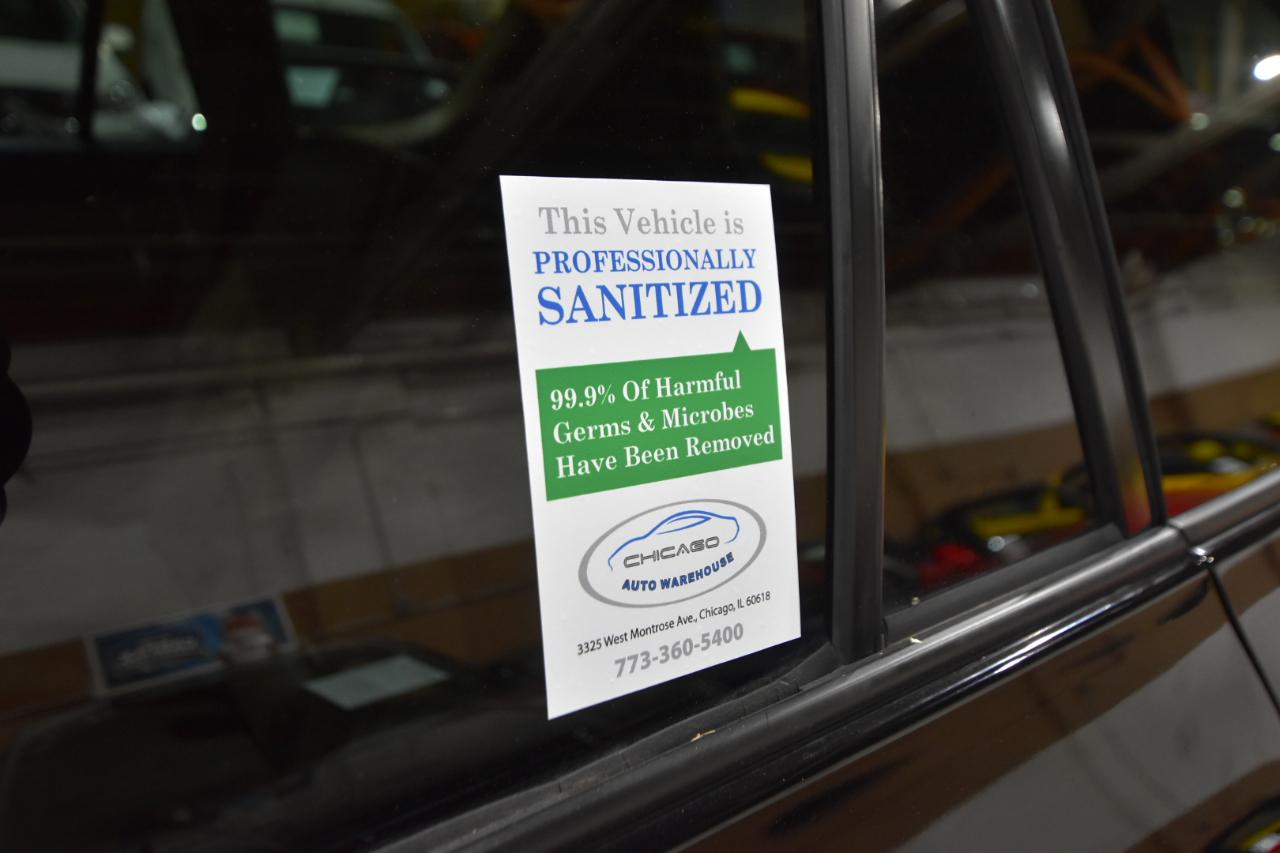 This Vehicle is
PROFESSIONALLY
SANITIZED
99.9% Of Harmful
Germs & Microbes
Have Been Removed
CHICAGO
AUTO WAREHOUSE
3325 West Montrose Ave., Chicago, IL 60618
773-360-5400